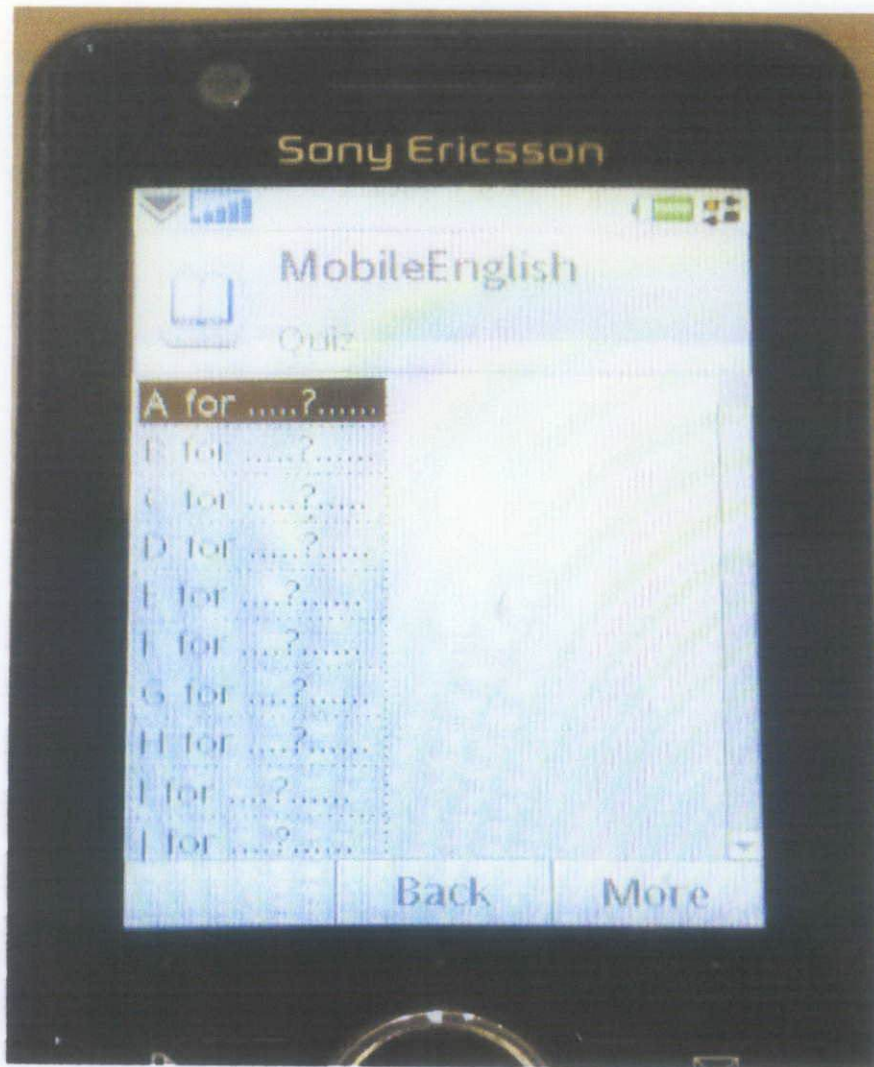 Sony Ericsson
MobileEnglish
Quiz
A for .....?......
B for .....?......
C for .....?.....
D for .....?.....
E for ....?......
F for ....?......
G for ....?......
H for ....?......
I for ....?......
J for ....?......
Back More